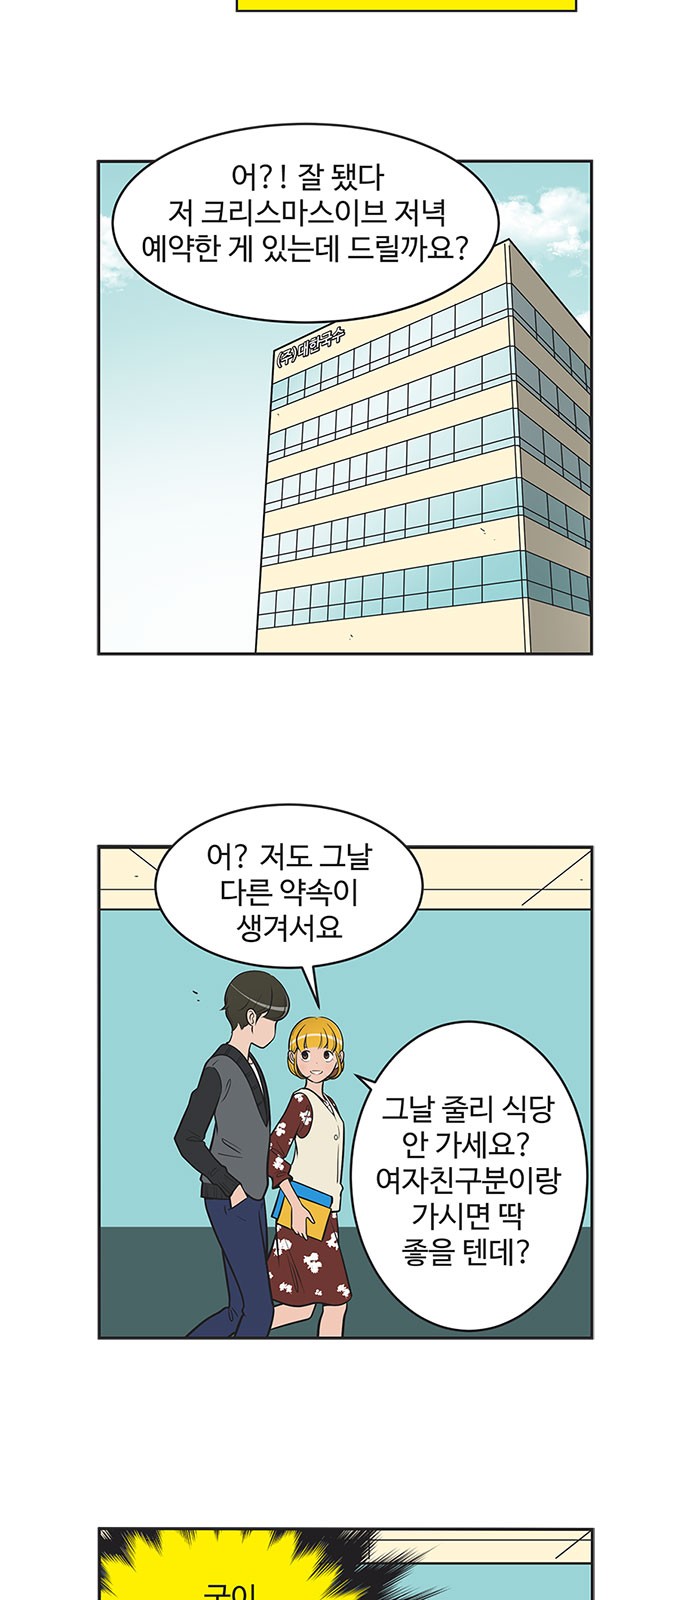 어?! 잘 됐다
저 크리스마스이브 저녁
예약한 게 있는데 드릴까요?
(주)대한국수
어? 저도 그날
다른 약속이
생겨서요
그날 줄리 식당
안 가세요?
여자친구분이랑
가시면 딱
좋을 텐데?
굳이